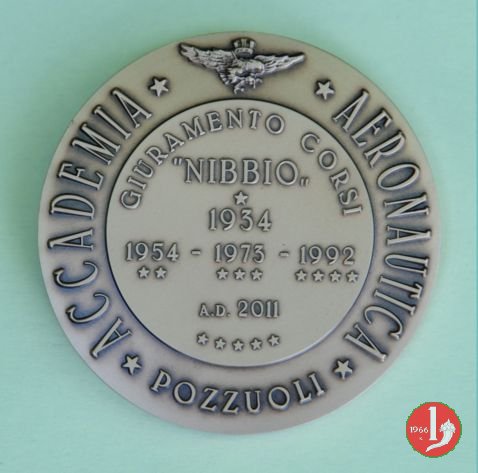 ACCADEMIA AERONAUTICA
POZZUOLI
GIURAMENTO CORSI
"NIBBIO"
1934
1954 - 1973 - 1992
A.D. 2011
1966